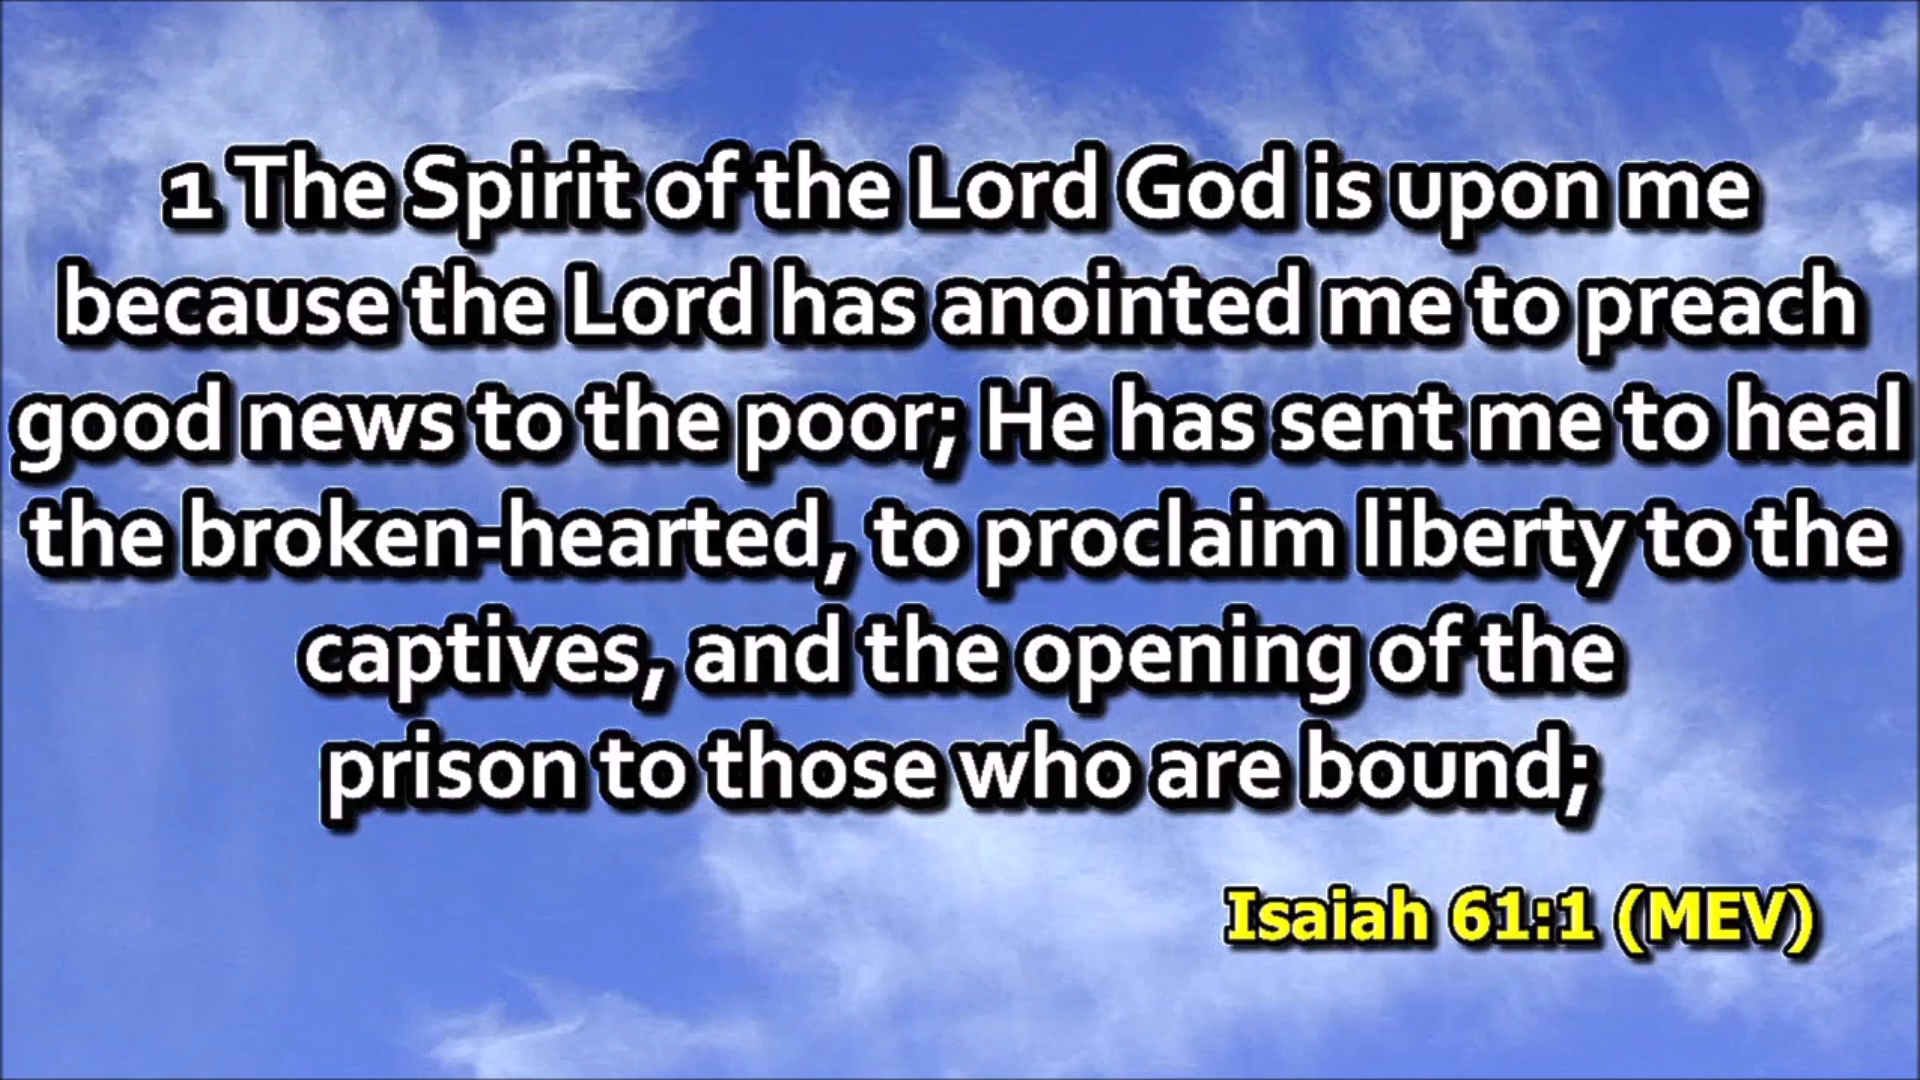 1 The Spirit of the Lord God is upon me
because the Lord has anointed me to preach
good news to the poor; He has sent me to heal
the broken-hearted, to proclaim liberty to the
captives, and the opening of the
prison to those who are bound;
Isaiah 61:1 (MEV)